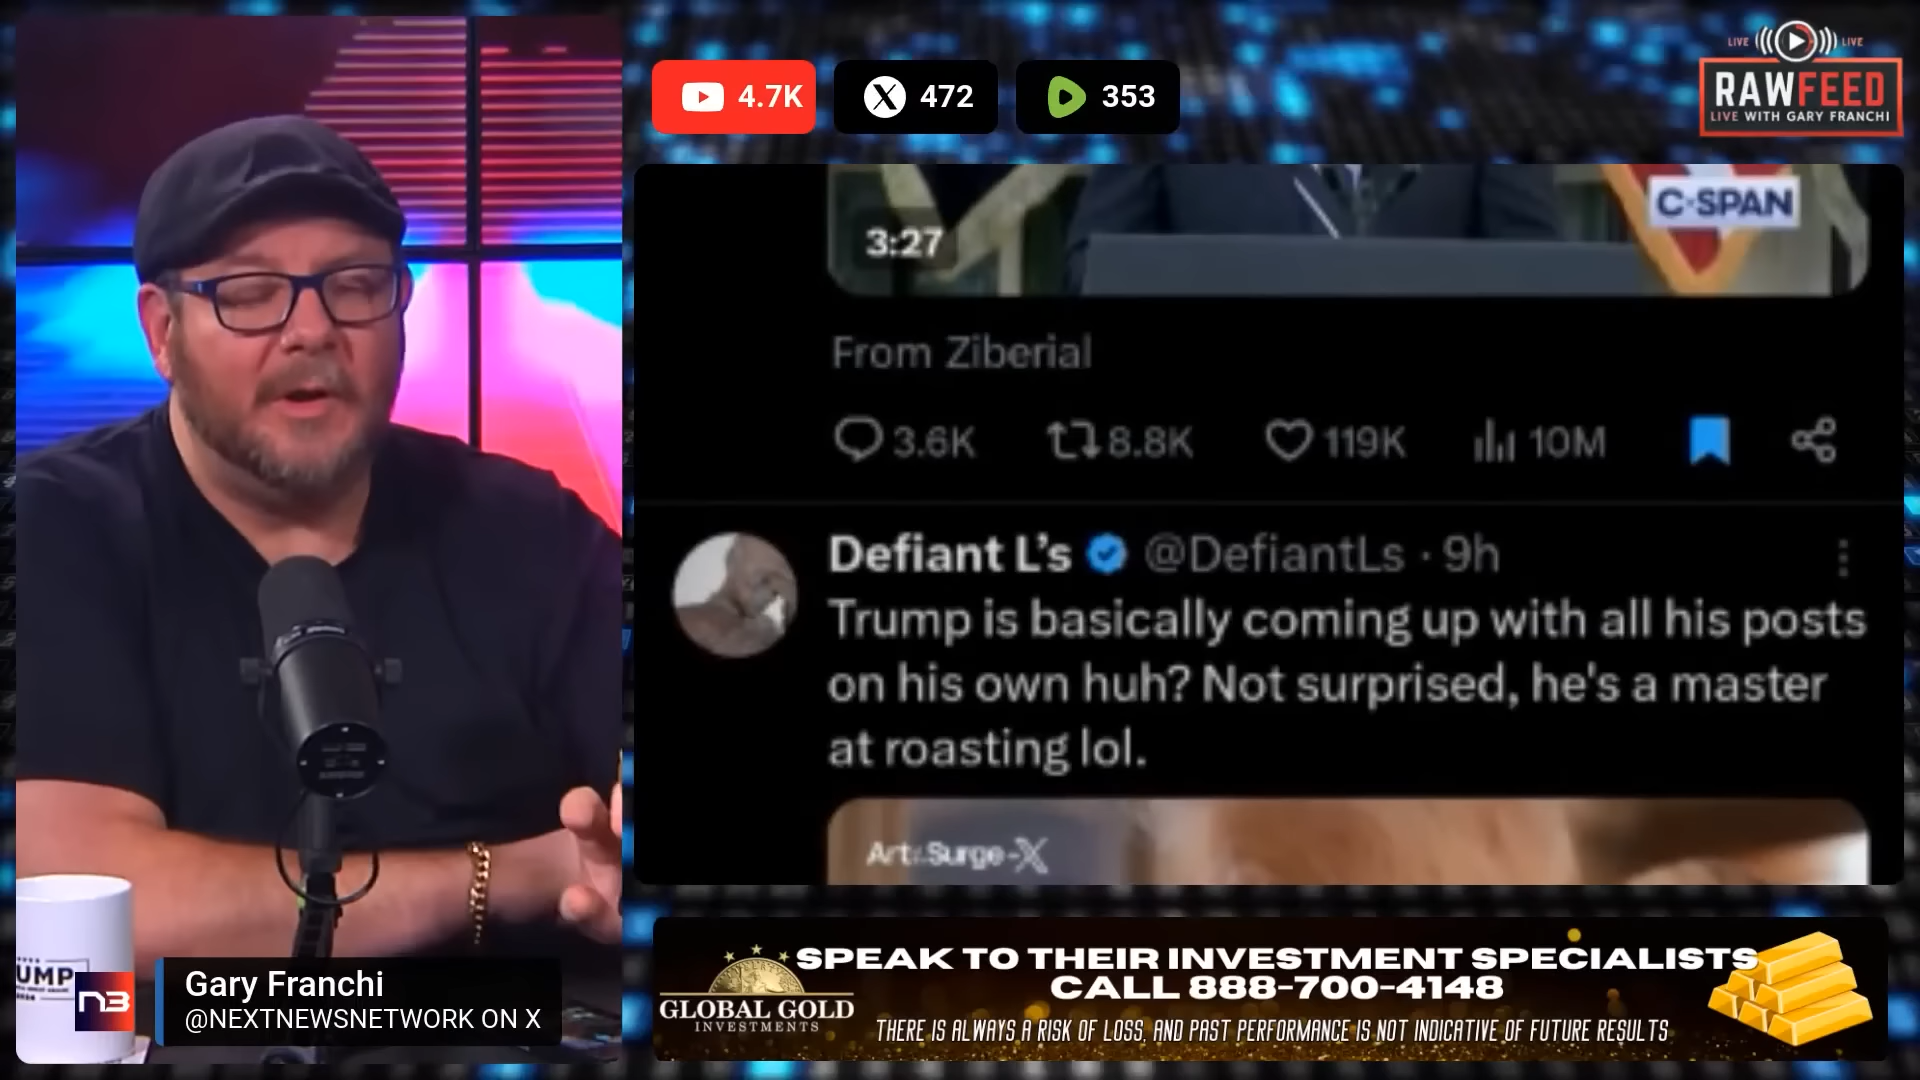 LIVE LIVE
RAWFEED
LIVE WITH GARY FRANCHI
4.7K
472
353
C-SPAN
3:27
From Ziberial
3.6K 8.8K 119K 10M
Defiant L's @DefiantLs · 9h
Trump is basically coming up with all his posts
on his own huh? Not surprised, he's a master
at roasting lol.
Art Surge-X
UMP
n3
Gary Franchi
@NEXTNEWSNETWORK ON X
GLOBAL GOLD
INVESTMENTS
SPEAK TO THEIR INVESTMENT SPECIALISTS
CALL 888-700-4148
THERE IS ALWAYS A RISK OF LOSS, AND PAST PERFORMANCE IS NOT INDICATIVE OF FUTURE RESULTS